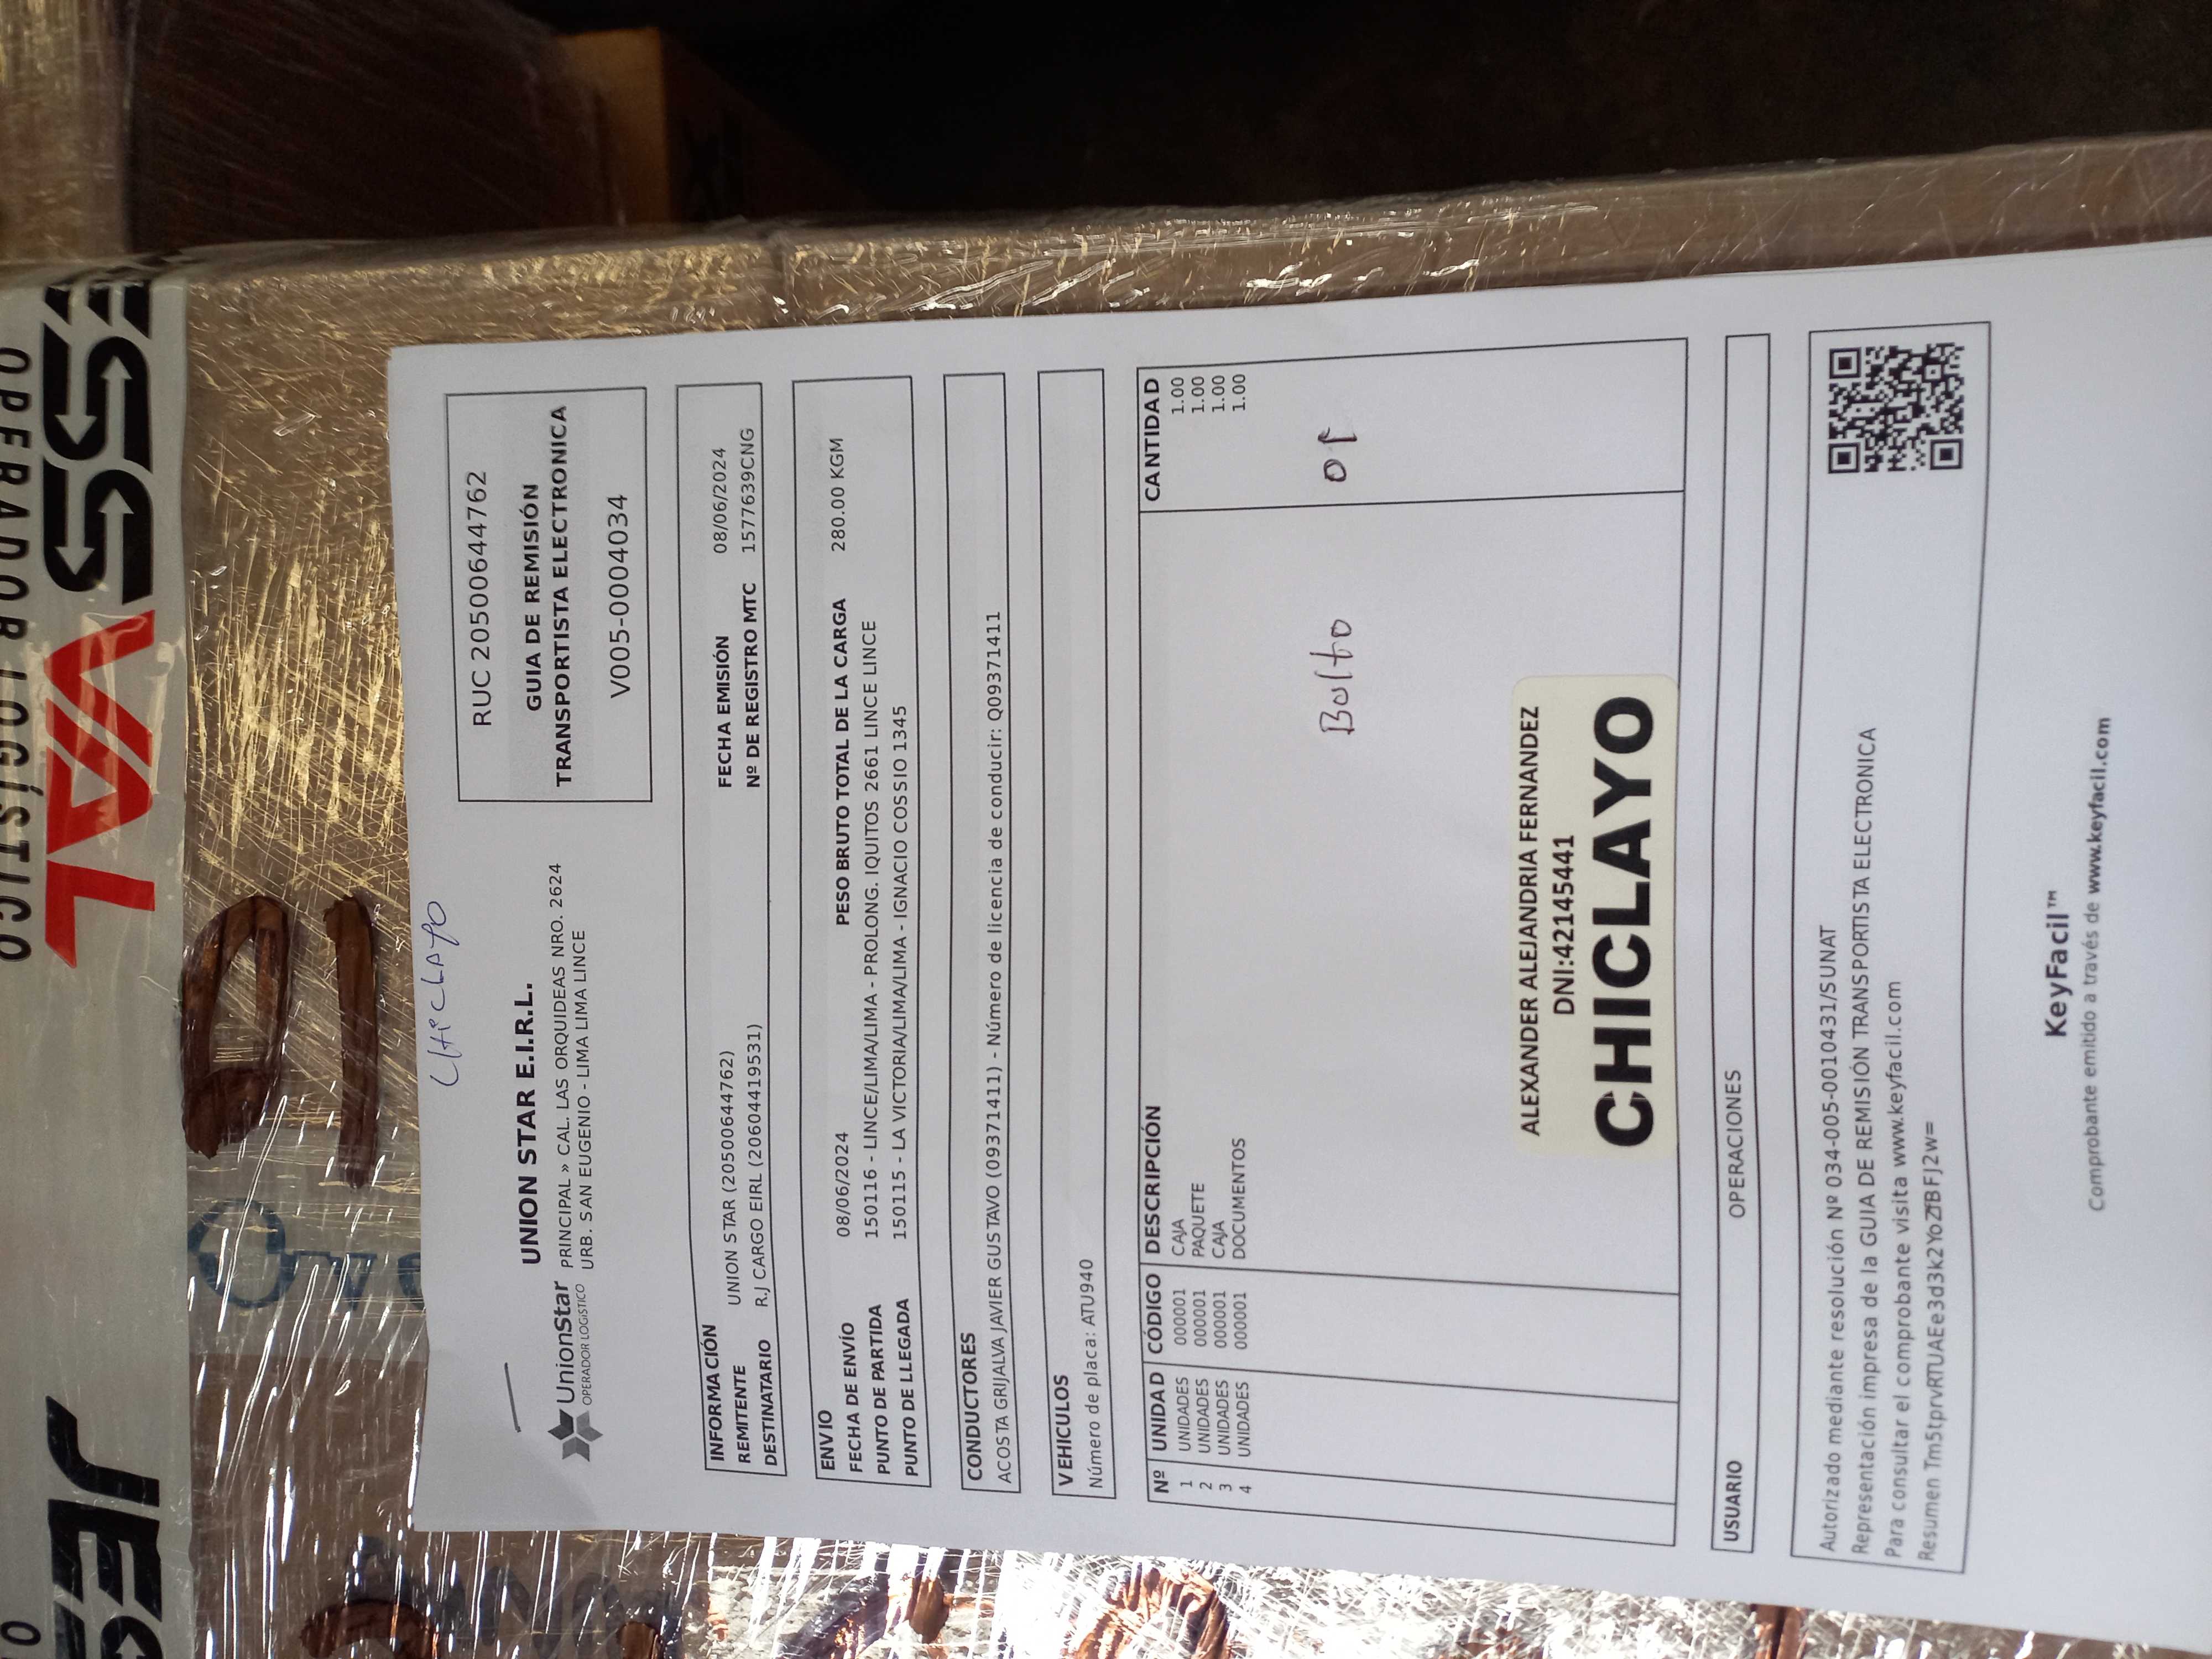 CHICLAYO
UNION STAR E.I.R.L.
UnionStar
OPERADOR LOGISTICO
PRINCIPAL » CAL. LAS ORQUIDEAS NRO. 2624
URB. SAN EUGENIO - LIMA LIMA LINCE
RUC 20500644762
GUIA DE REMISIÓN
TRANSPORTISTA ELECTRONICA
V005-0004034
INFORMACIÓN
REMITENTE UNION STAR (20500644762) FECHA EMISIÓN 08/06/2024
DESTINATARIO R.J CARGO EIRL (20604419531) Nº DE REGISTRO MTC 1577639CNG
ENVIO
FECHA DE ENVío 08/06/2024 PESO BRUTO TOTAL DE LA CARGA 280.00 KGM
PUNTO DE PARTIDA 150116 - LINCE/LIMA/LIMA - PROLONG. IQUITOS 2661 LINCE LINCE
PUNTO DE LLEGADA 150115 - LA VICTORIA/LIMA/LIMA - IGNACIO COSSIO 1345
CONDUCTORES
ACOSTA GRIJALVA JAVIER GUSTAVO (09371411) - Número de licencia de conducir: Q09371411
VEHICULOS
Número de placa: ATU940
Nº UNIDAD CÓDIGO DESCRIPCIÓN CANTIDAD
1 UNIDADES 000001 CAJA 1.00
2 UNIDADES 000001 PAQUETE 1.00
3 UNIDADES 000001 CAJA 1.00
4 UNIDADES 000001 DOCUMENTOS 1.00
Bulto 01
ALEXANDER ALEJANDRIA FERNANDEZ
DNI:42145441
CHICLAYO
USUARIO OPERACIONES
Autorizado mediante resolución Nº 034-005-0010431/SUNAT
Representación impresa de la GUIA DE REMISIÓN TRANSPORTISTA ELECTRONICA
Para consultar el comprobante visita www.keyfacil.com
Resumen Tm5tprvRTUAEe3d3k2YoZfBFJ2w=
KeyFacil™
Comprobante emitido a través de www.keyfacil.com
OPERADOR LOGÍSTICO
01